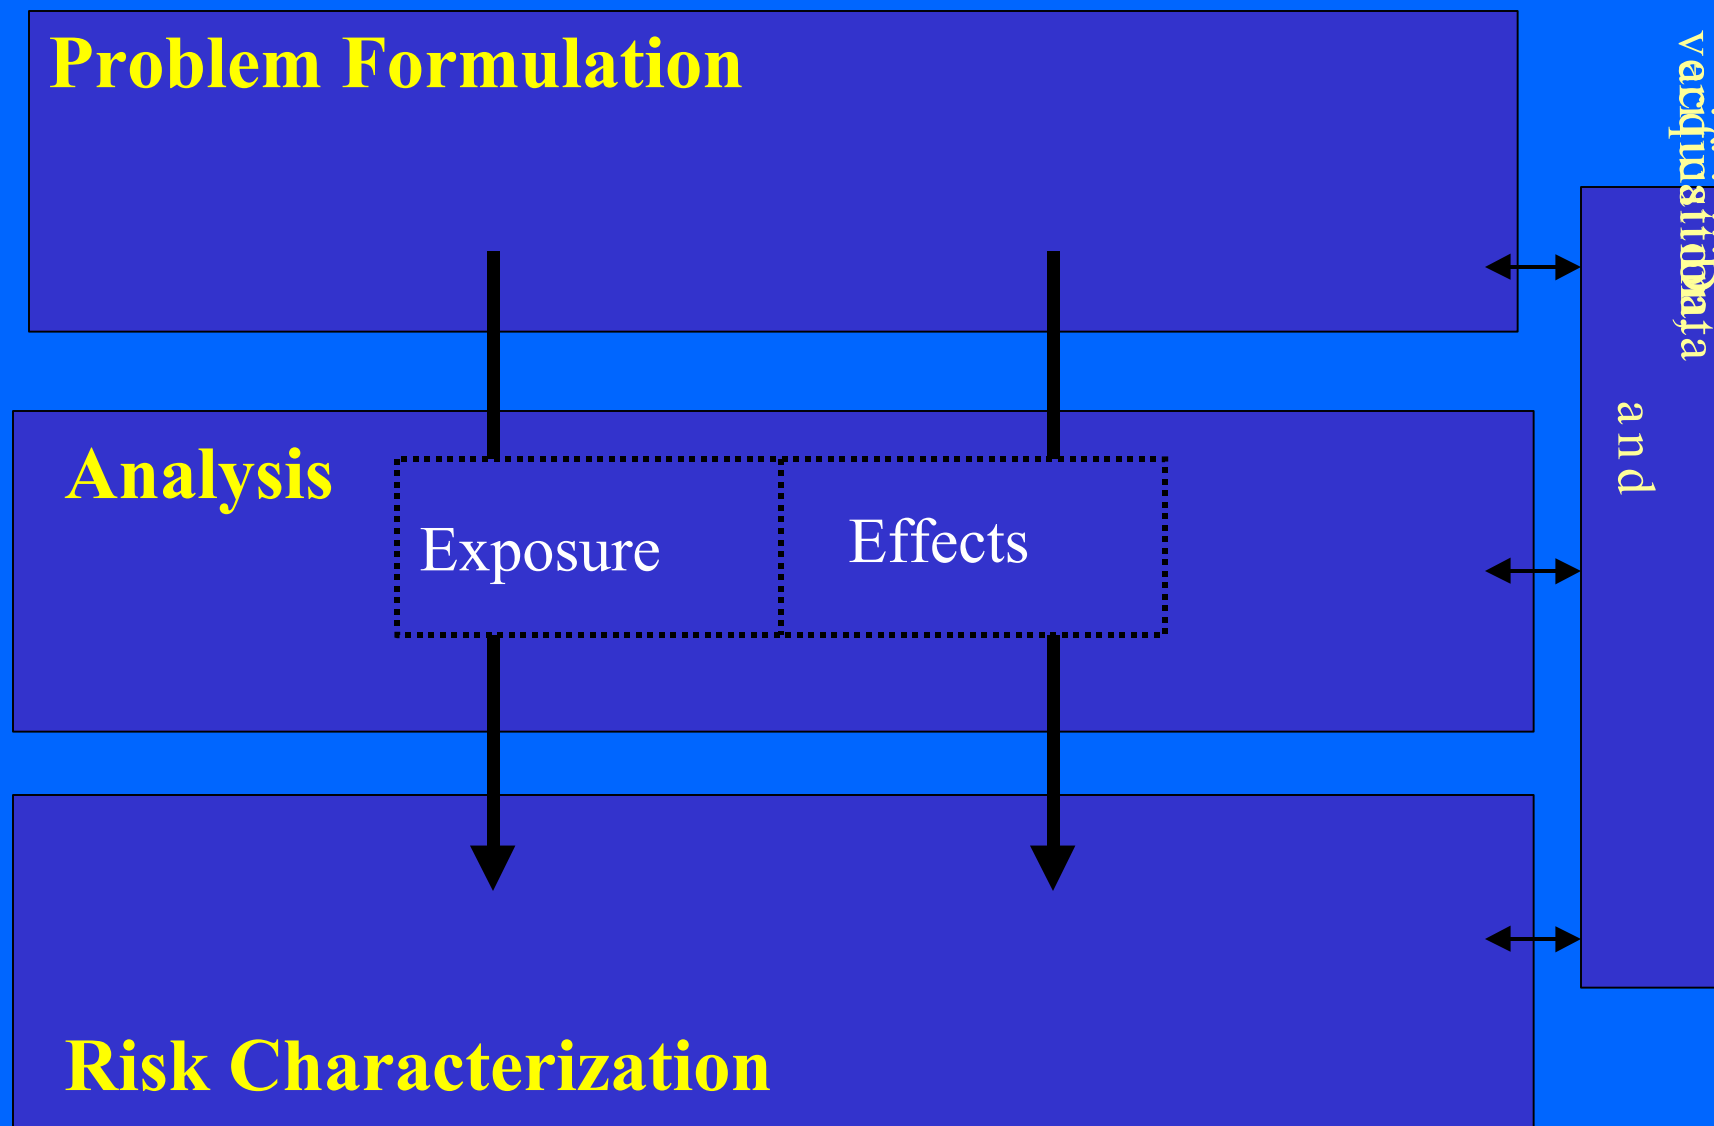 Problem Formulation
Analysis
Exposure
Effects
and
Risk Characterization